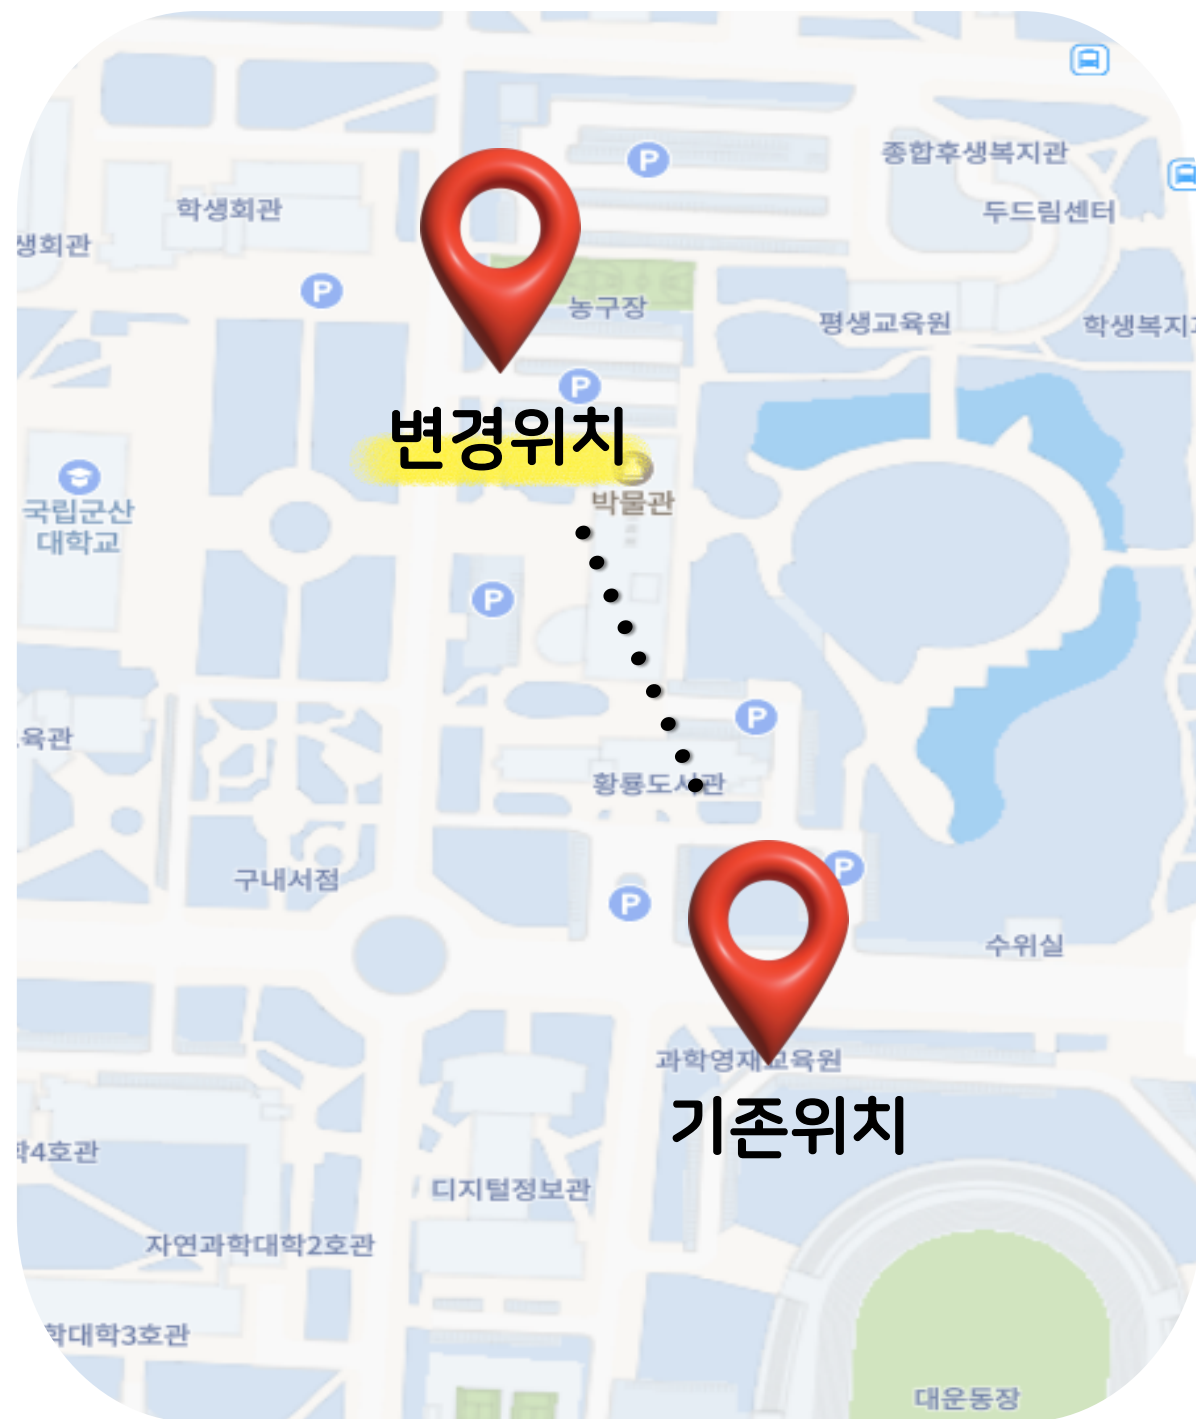 종합후생복지관
두드림센터
학생회관
생회관
농구장
평생교육원
학생복지
변경위치
박물관
국립군산
대학교
육관
황룡도서관
구내서점
수위실
과학영재교육원
기존위치
학4호관
디지털정보관
자연과학대학2호관
학대학3호관
대운동장
P
P
P
P
P
P
P